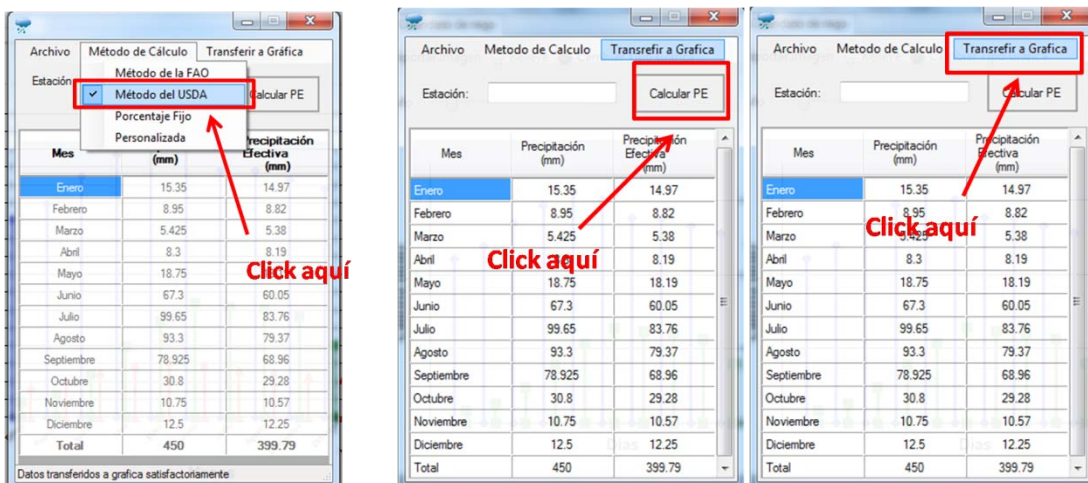 Archivo Método de Cálculo Transferir a Gráfica
Método de la FAO
Estación
Método del USDA
Calcular PE
Porcentaje Fijo
Personalizada
Mes (mm) Precipitación Efectiva (mm)
Enero 15.35 14.97
Febrero 8.95 8.82
Marzo 5.425 5.38
Abril 8.3 8.19
Mayo 18.75
Junio 67.3 60.05
Julio 99.65 83.76
Agosto 93.3 79.37
Septiembre 78.925 68.96
Octubre 30.8 29.28
Noviembre 10.75 10.57
Diciembre 12.5 12.25
Total 450 399.79
Datos transferidos a grafica satisfactoriamente
Click aquí
Archivo Metodo de Calculo Transrefir a Grafica
Estación:
Calcular PE
Mes Precipitación (mm) Precipitación Efectiva (mm)
Enero 15.35 14.97
Febrero 8.95 8.82
Marzo 5.425 5.38
Abril 8.19
Mayo 18.75 18.19
Junio 67.3 60.05
Julio 99.65 83.76
Agosto 93.3 79.37
Septiembre 78.925 68.96
Octubre 30.8 29.28
Noviembre 10.75 10.57
Diciembre 12.5 12.25
Total 450 399.79
Click aquí
Archivo Metodo de Calculo Transrefir a Grafica
Estación:
Calcular PE
Mes Precipitación (mm) Precipitación Efectiva (mm)
Enero 15.35 14.97
Febrero 8.95 8.82
Marzo 5.425 5.38
Abril 8.3 8.19
Mayo 18.75 18.19
Junio 67.3 60.05
Julio 99.65 83.76
Agosto 93.3 79.37
Septiembre 78.925 68.96
Octubre 30.8 29.28
Noviembre 10.75 10.57
Diciembre 12.5 12.25
Total 450 399.79
Click aquí